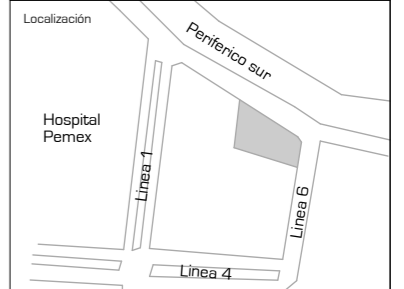 Localización
Periferico sur
Hospital
Pemex
Linea 1
Linea 6
Linea 4